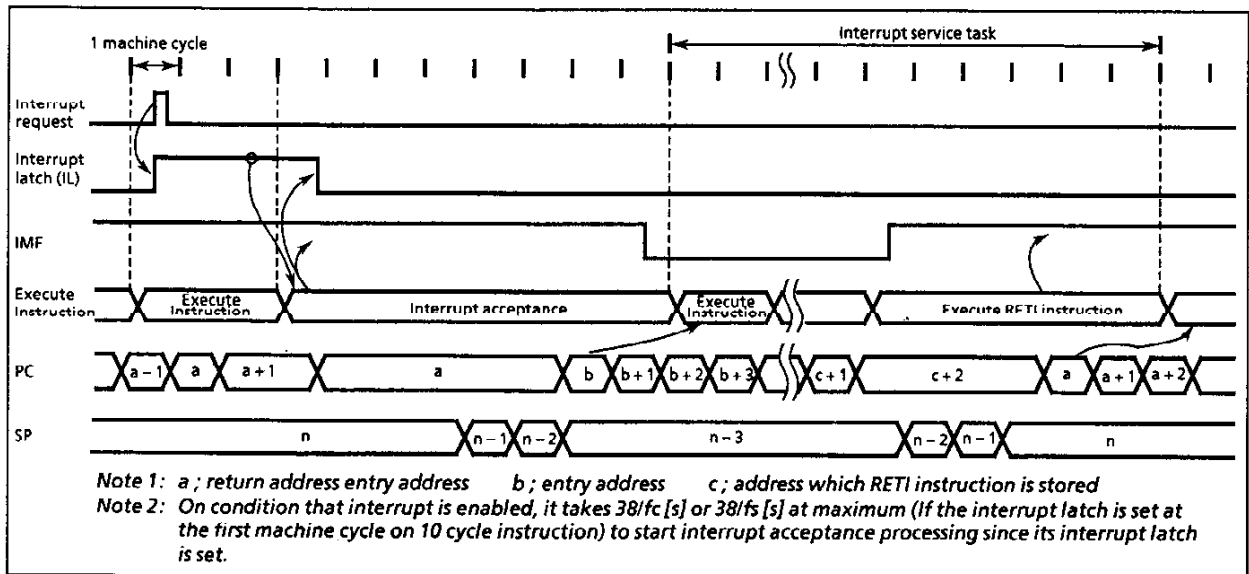 1 machine cycle
Interrupt service task
Interrupt
request
Interrupt
latch (IL)
IMF
Execute
Instruction
Execute
Instruction
Interrupt acceptance
Execute
Instruction
Execute RETI instruction
PC
a - 1
a
a + 1
a
b
b + 1
b + 2
b + 3
c + 1
c + 2
a
a + 1
a + 2
SP
n
n - 1
n - 2
n - 3
n - 2
n - 1
n
Note 1: a ; return address entry address b ; entry address c ; address which RETI instruction is stored
Note 2: On condition that interrupt is enabled, it takes 38/fc [s] or 38/fs [s] at maximum (If the interrupt latch is set at
the first machine cycle on 10 cycle instruction) to start interrupt acceptance processing since its interrupt latch
is set.